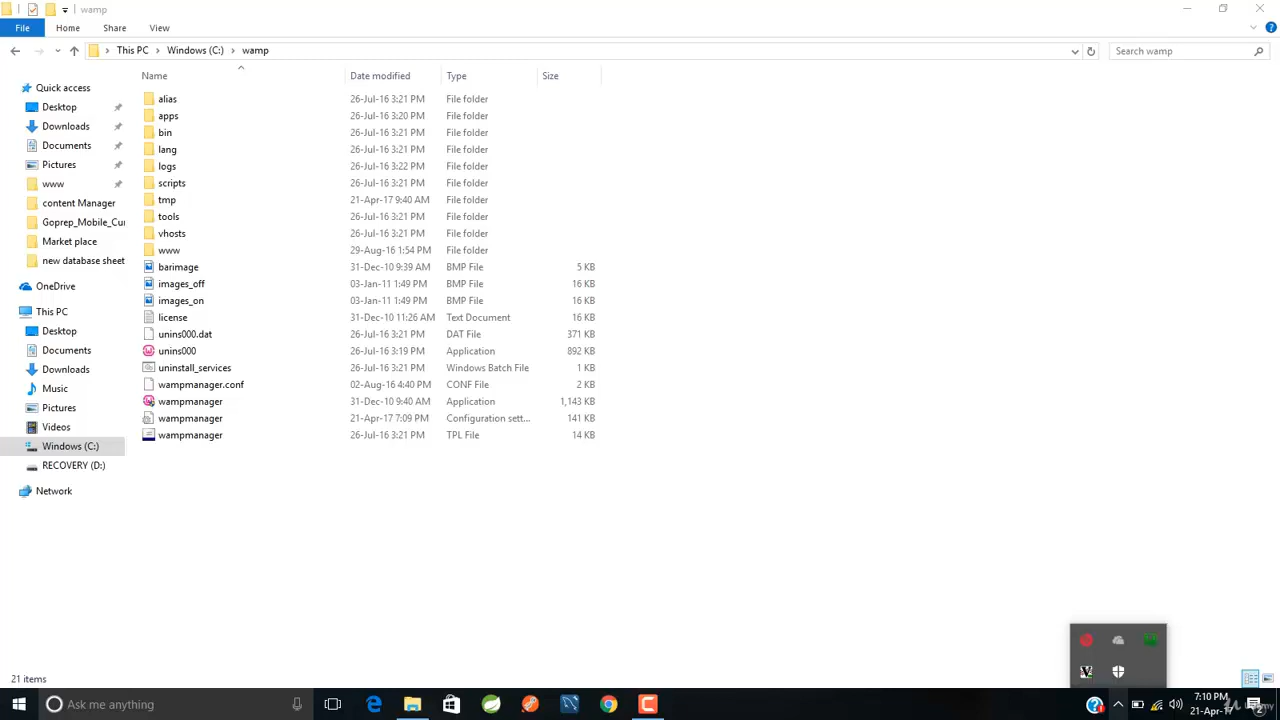 wamp
File Home Share View
This PC Windows (C:) wamp Search wamp
Name Date modified Type Size
Quick access
Desktop
Downloads
Documents
Pictures
www
content Manager
Goprep_Mobile_Cur
Market place
new database sheet
OneDrive
This PC
Desktop
Documents
Downloads
Music
Pictures
Videos
Windows (C:)
RECOVERY (D:)
Network
alias 26-Jul-16 3:21 PM File folder
apps 26-Jul-16 3:20 PM File folder
bin 26-Jul-16 3:21 PM File folder
lang 26-Jul-16 3:21 PM File folder
logs 26-Jul-16 3:22 PM File folder
scripts 26-Jul-16 3:21 PM File folder
tmp 21-Apr-17 9:40 AM File folder
tools 26-Jul-16 3:21 PM File folder
vhosts 26-Jul-16 3:21 PM File folder
www 29-Aug-16 1:54 PM File folder
barimage 31-Dec-10 9:39 AM BMP File 5 KB
images_off 03-Jan-11 1:49 PM BMP File 16 KB
images_on 03-Jan-11 1:49 PM BMP File 16 KB
license 31-Dec-10 11:26 AM Text Document 16 KB
unins000.dat 26-Jul-16 3:21 PM DAT File 371 KB
unins000 26-Jul-16 3:19 PM Application 892 KB
uninstall_services 26-Jul-16 3:21 PM Windows Batch File 1 KB
wampmanager.conf 02-Aug-16 4:40 PM CONF File 2 KB
wampmanager 31-Dec-10 9:40 AM Application 1,143 KB
wampmanager 21-Apr-17 7:09 PM Configuration sett... 141 KB
wampmanager 26-Jul-16 3:21 PM TPL File 14 KB
21 items
Ask me anything
7:10 PM
21-Apr-17